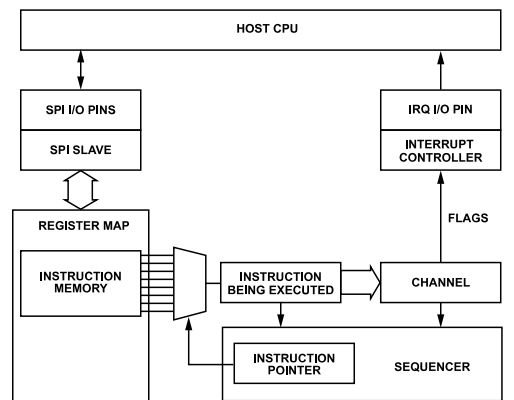 HOST CPU
SPI I/O PINS
SPI SLAVE
IRQ I/O PIN
INTERRUPT
CONTROLLER
REGISTER MAP
FLAGS
INSTRUCTION
MEMORY
INSTRUCTION
BEING EXECUTED
CHANNEL
INSTRUCTION
POINTER
SEQUENCER